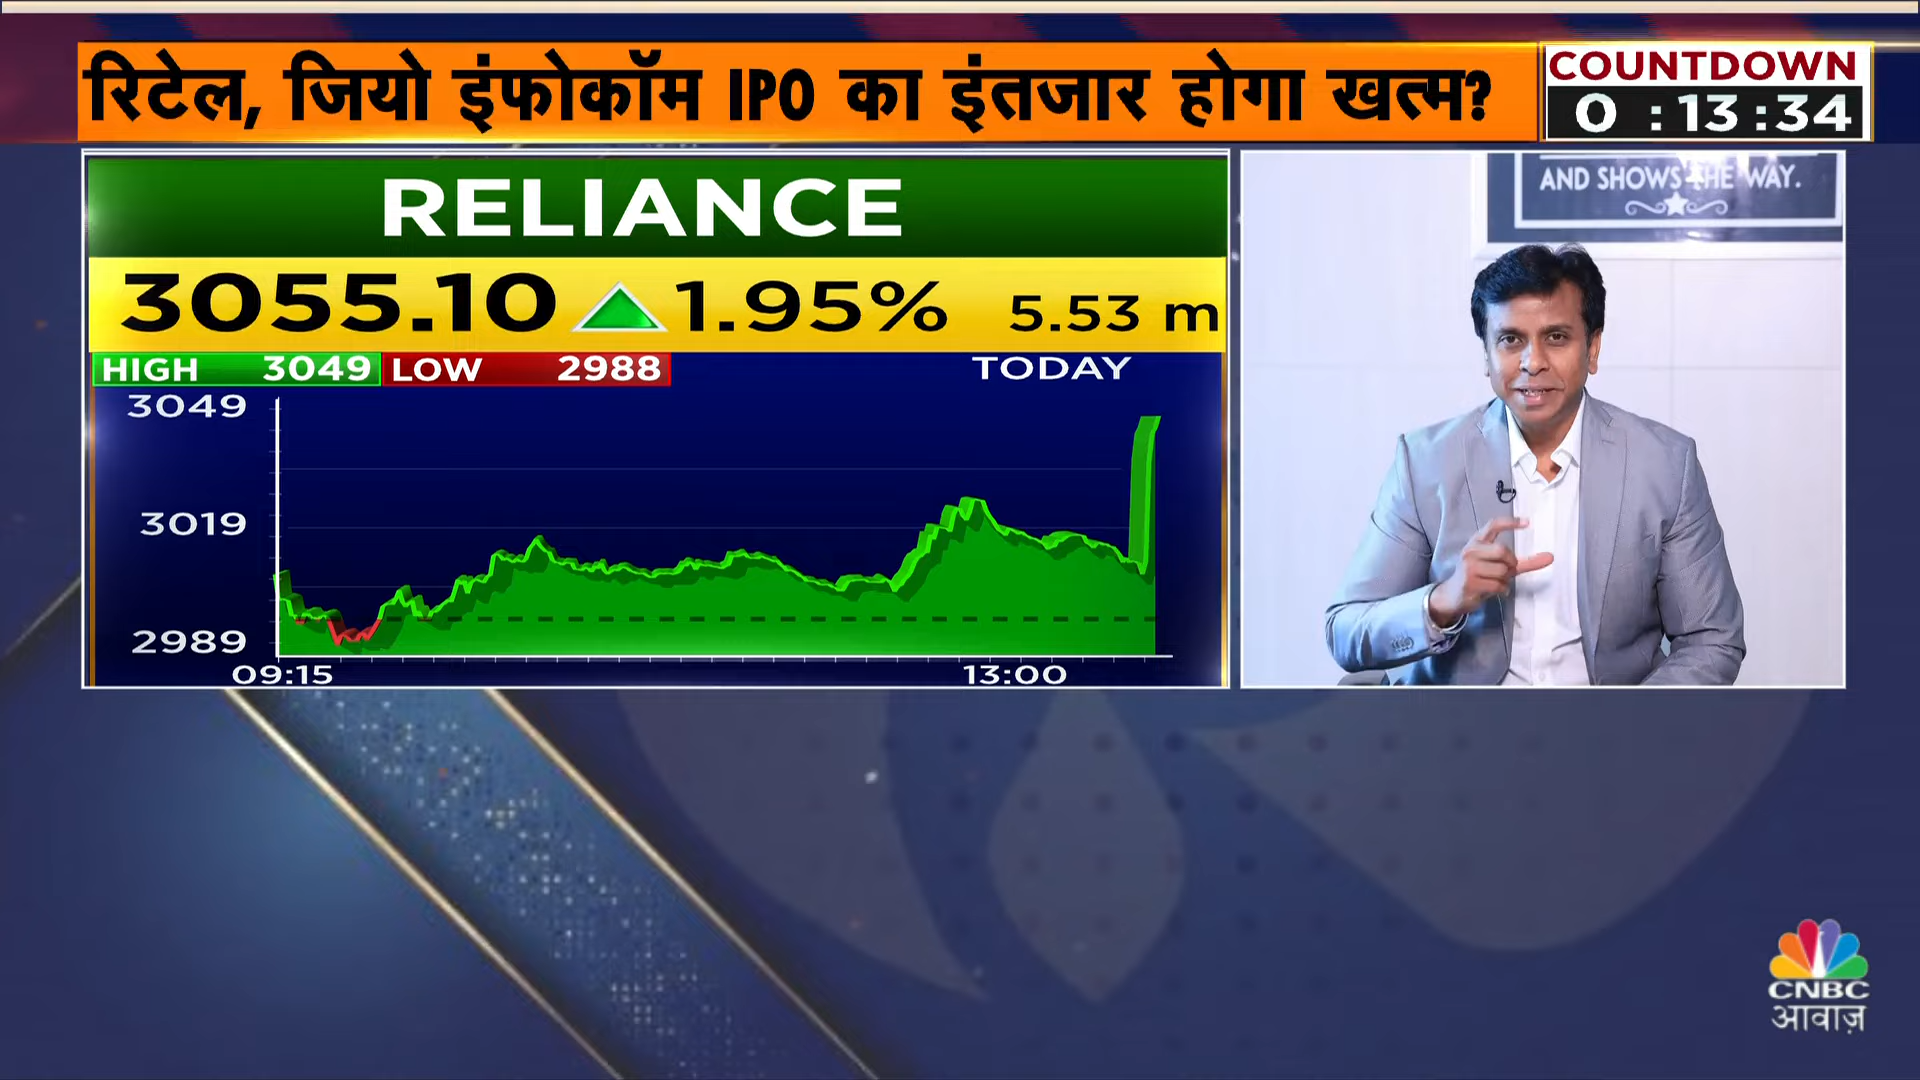 रिटेल, जियो इंफोकॉम IPO का इंतजार होगा खत्म?
COUNTDOWN
0 : 13 : 34
RELIANCE
3055.10 1.95% 5.53 m
HIGH 3049 LOW 2988 TODAY
3049
3019
2989
09:15 13:00
AND SHOWS THE WAY.
CNBC
आवाज़